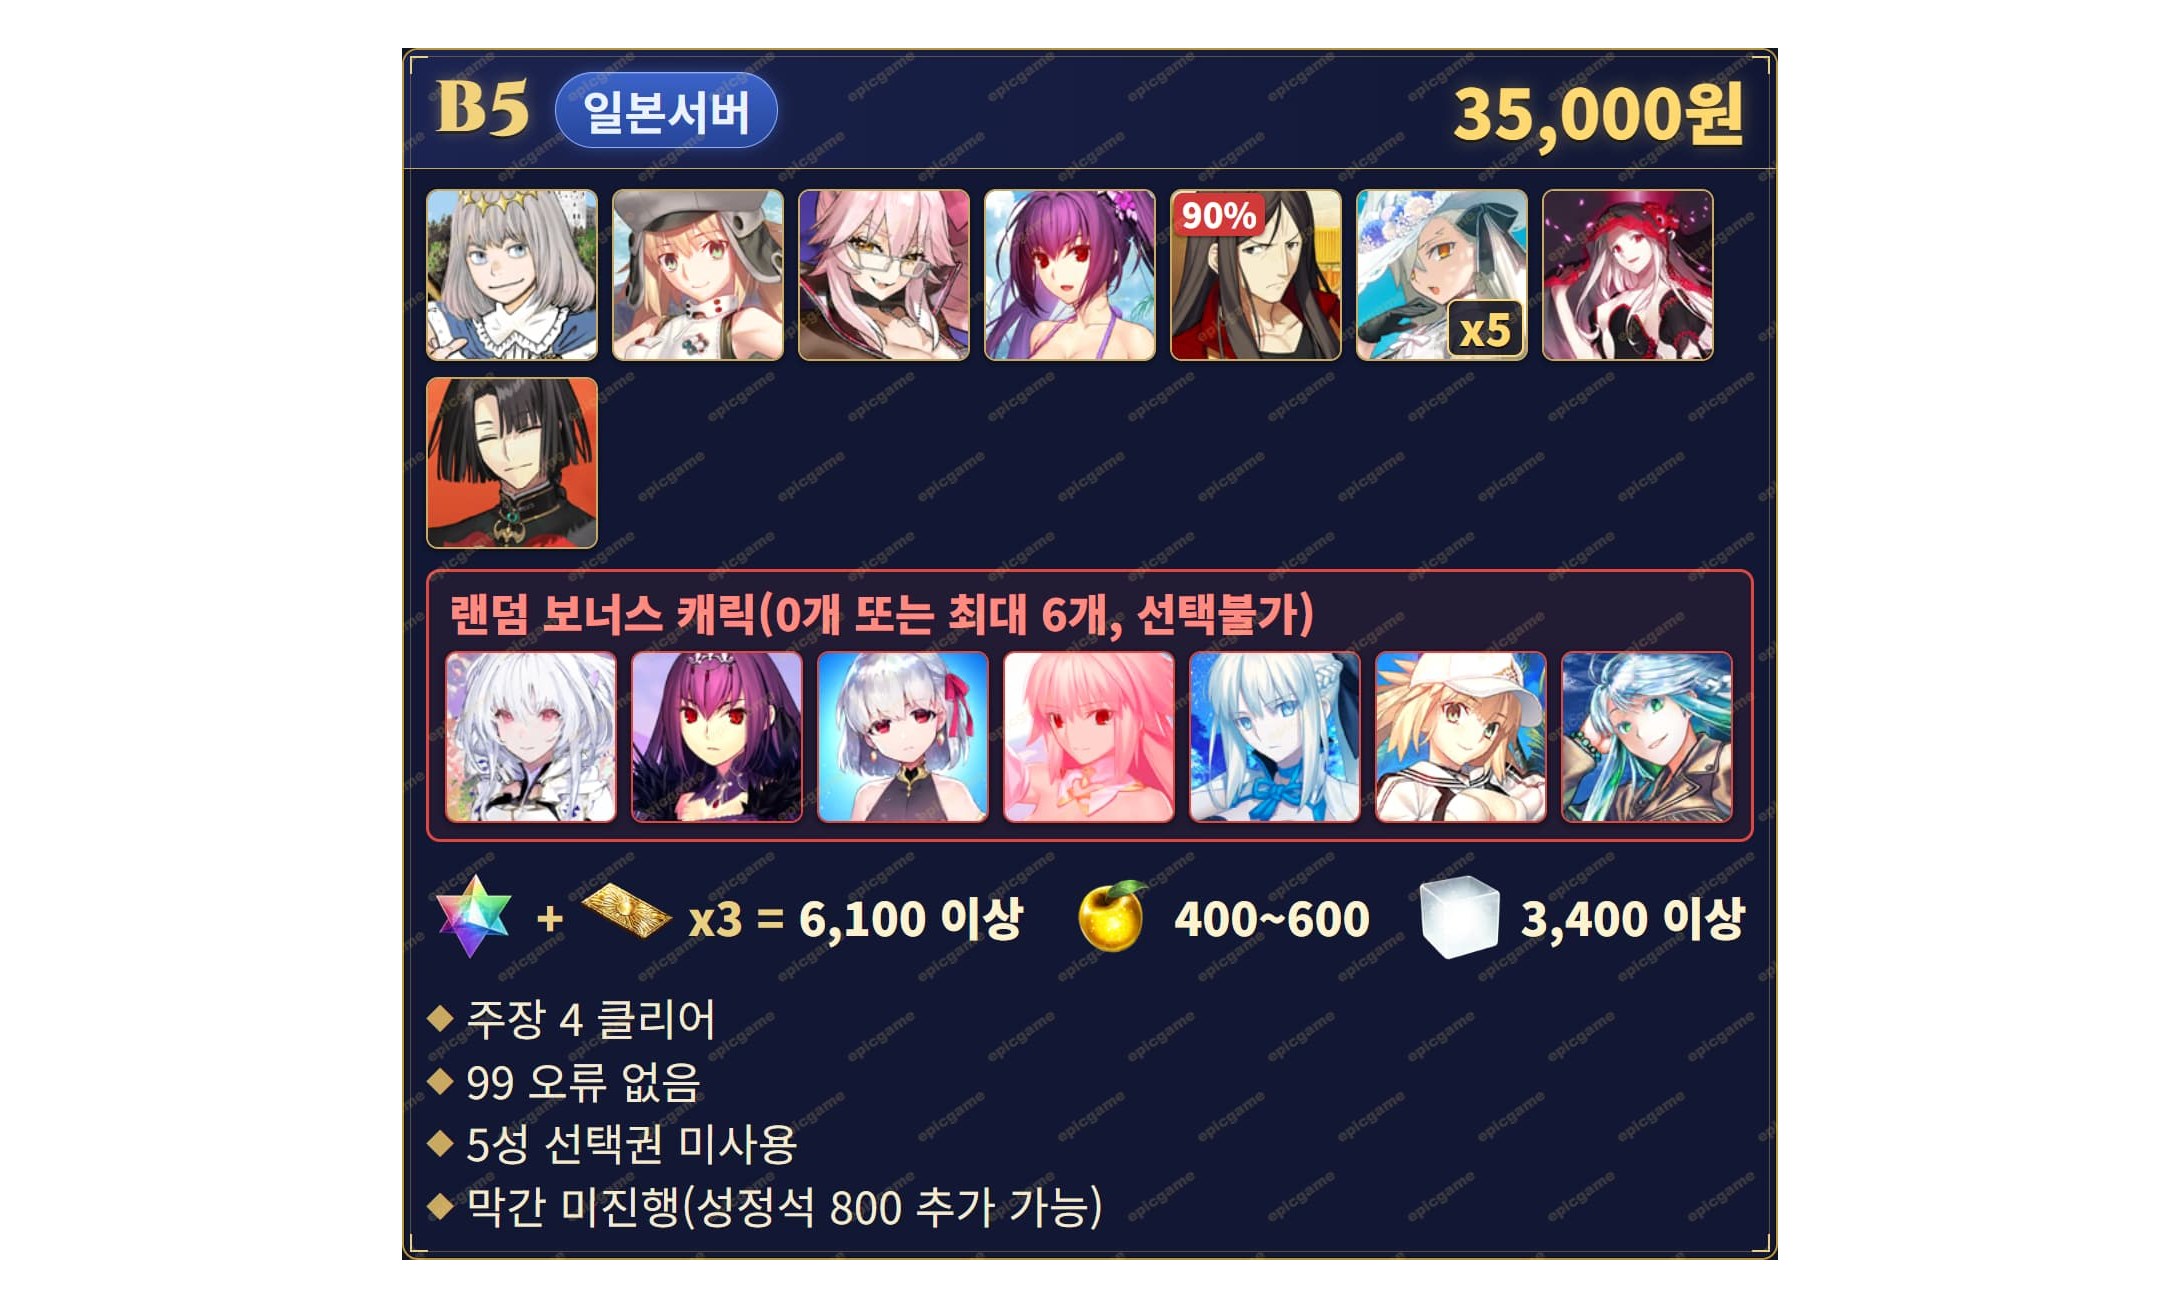 B5 일본서버 35,000원
90%
x5
랜덤 보너스 캐릭(0개 또는 최대 6개, 선택불가)
+ x3 = 6,100 이상 400~600 3,400 이상
주장 4 클리어
99 오류 없음
5성 선택권 미사용
막간 미진행(성정석 800 추가 가능)
epicgame